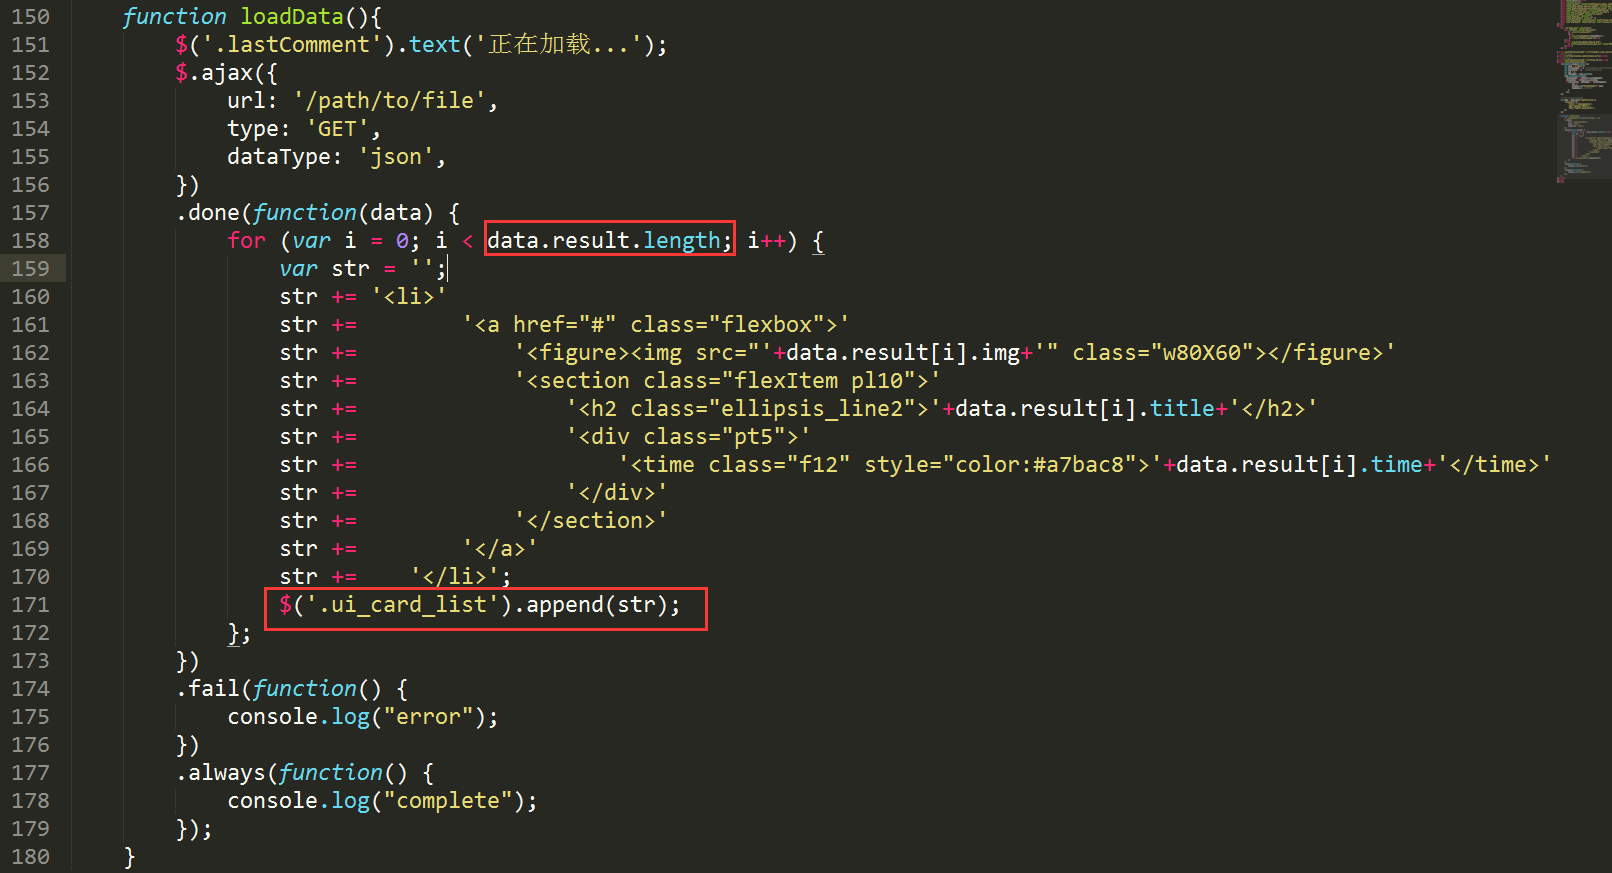 150 function loadData(){
151 $('.lastComment').text('正在加载...');
152 $.ajax({
153 url: '/path/to/file',
154 type: 'GET',
155 dataType: 'json',
156 })
157 .done(function(data) {
158 for (var i = 0; i < data.result.length; i++) {
159 var str = '';
160 str += '<li>'
161 str += '<a href="#" class="flexbox">'
162 str += '<figure><img src="'+data.result[i].img+'" class="w80X60"></figure>'
163 str += '<section class="flexItem pl10">'
164 str += '<h2 class="ellipsis_line2">'+data.result[i].title+'</h2>'
165 str += '<div class="pt5">'
166 str += '<time class="f12" style="color:#a7bac8">'+data.result[i].time+'</time>'
167 str += '</div>'
168 str += '</section>'
169 str += '</a>'
170 str += '</li>';
171 $('.ui_card_list').append(str);
172 };
173 })
174 .fail(function() {
175 console.log("error");
176 })
177 .always(function() {
178 console.log("complete");
179 });
180 }